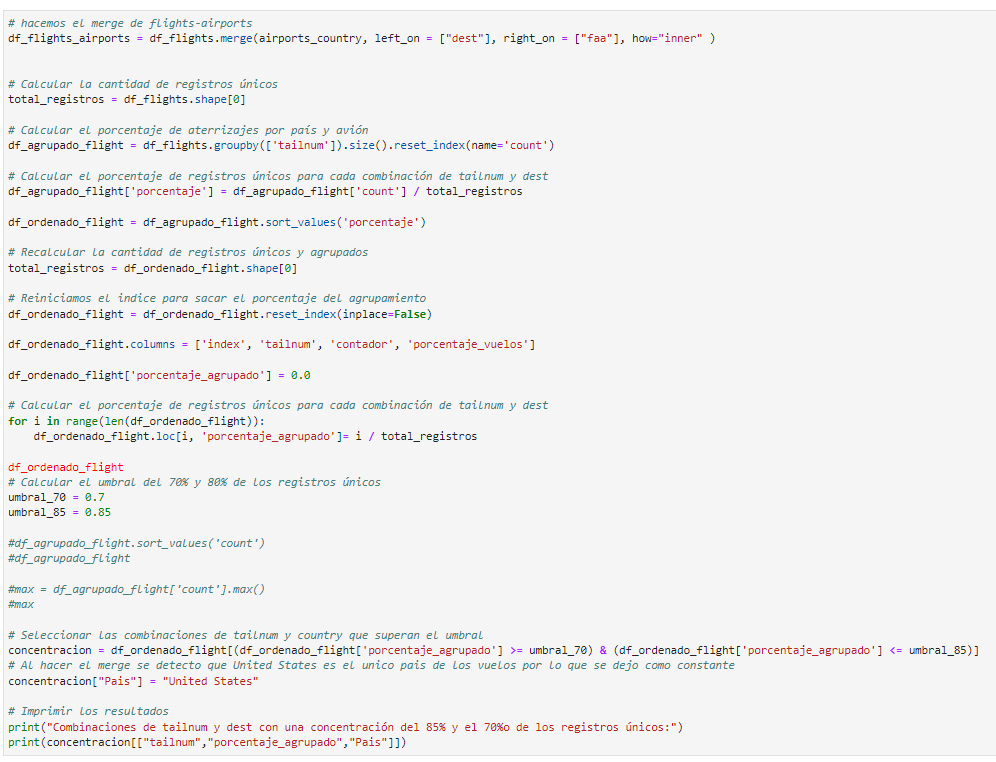 # hacemos el merge de flights-airports
df_flights_airports = df_flights.merge(airports_country, left_on = ["dest"], right_on = ["faa"], how="inner" )
# Calcular la cantidad de registros únicos
total_registros = df_flights.shape[0]
# Calcular el porcentaje de aterrizajes por país y avión
df_agrupado_flight = df_flights.groupby(['tailnum']).size().reset_index(name='count')
# Calcular el porcentaje de registros únicos para cada combinación de tailnum y dest
df_agrupado_flight['porcentaje'] = df_agrupado_flight['count'] / total_registros
df_ordenado_flight = df_agrupado_flight.sort_values('porcentaje')
# Recalcular la cantidad de registros únicos y agrupados
total_registros = df_ordenado_flight.shape[0]
# Reiniciamos el indice para sacar el porcentaje del agrupamiento
df_ordenado_flight = df_ordenado_flight.reset_index(inplace=False)
df_ordenado_flight.columns = ['index', 'tailnum', 'contador', 'porcentaje_vuelos']
df_ordenado_flight['porcentaje_agrupado'] = 0.0
# Calcular el porcentaje de registros únicos para cada combinación de tailnum y dest
for i in range(len(df_ordenado_flight)):
    df_ordenado_flight.loc[i, 'porcentaje_agrupado']= i / total_registros
df_ordenado_flight
# Calcular el umbral del 70% y 80% de los registros únicos
umbral_70 = 0.7
umbral_85 = 0.85
#df_agrupado_flight.sort_values('count')
#df_agrupado_flight
#max = df_agrupado_flight['count'].max()
#max
# Seleccionar las combinaciones de tailnum y country que superan el umbral
concentracion = df_ordenado_flight[(df_ordenado_flight['porcentaje_agrupado'] >= umbral_70) & (df_ordenado_flight['porcentaje_agrupado'] <= umbral_85)]
# Al hacer el merge se detecto que United States es el unico pais de los vuelos por lo que se dejo como constante
concentracion["Pais"] = "United States"
# Imprimir los resultados
print("Combinaciones de tailnum y dest con una concentración del 85% y el 70%o de los registros únicos:")
print(concentracion[["tailnum","porcentaje_agrupado","Pais"]])